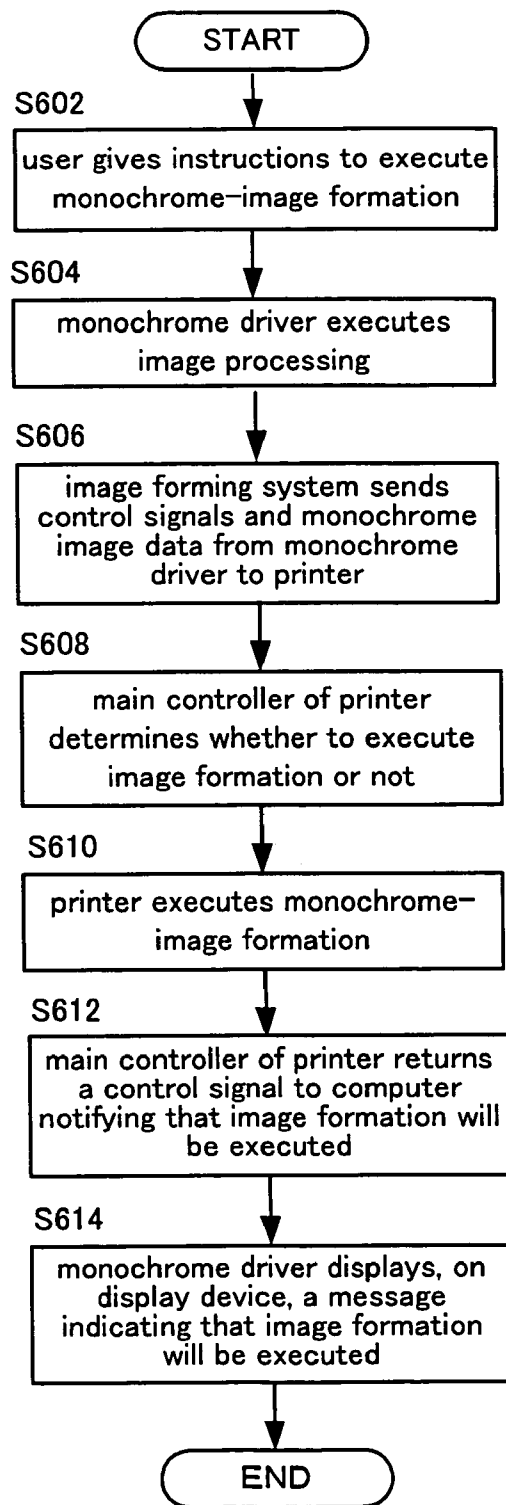 START
S602
user gives instructions to execute
monochrome-image formation
S604
monochrome driver executes
image processing
S606
image forming system sends
control signals and monochrome
image data from monochrome
driver to printer
S608
main controller of printer
determines whether to execute
image formation or not
S610
printer executes monochrome-
image formation
S612
main controller of printer returns
a control signal to computer
notifying that image formation will
be executed
S614
monochrome driver displays, on
display device, a message
indicating that image formation
will be executed
END